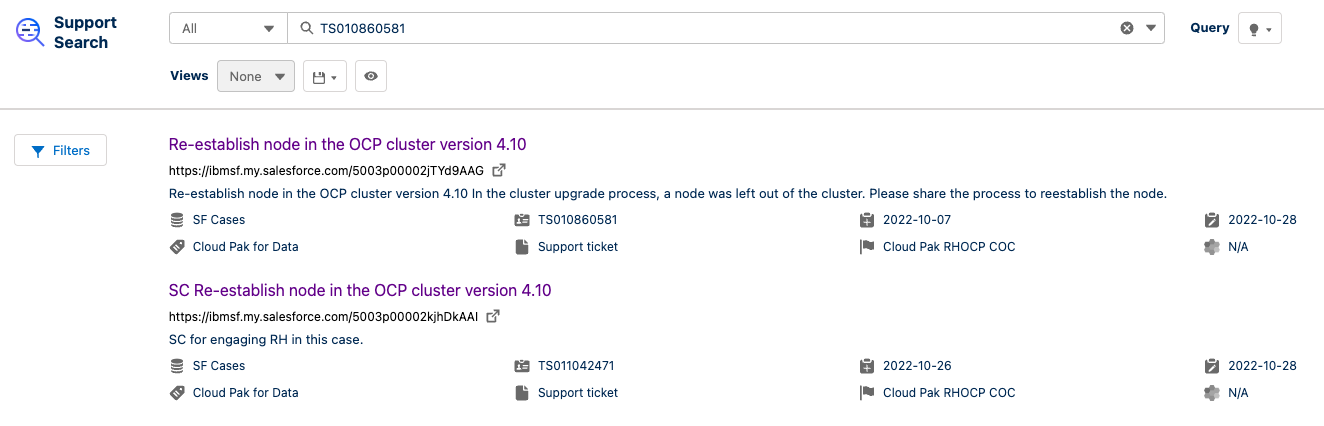 Support
Search
All
TS010860581
Query
Views
None
Filters
Re-establish node in the OCP cluster version 4.10
https://ibmsf.my.salesforce.com/5003p00002jTYd9AAG
Re-establish node in the OCP cluster version 4.10 In the cluster upgrade process, a node was left out of the cluster. Please share the process to reestablish the node.
SF Cases TS010860581 2022-10-07 2022-10-28
Cloud Pak for Data Support ticket Cloud Pak RHOCP COC N/A
SC Re-establish node in the OCP cluster version 4.10
https://ibmsf.my.salesforce.com/5003p00002kjhDkAAI
SC for engaging RH in this case.
SF Cases TS011042471 2022-10-26 2022-10-28
Cloud Pak for Data Support ticket Cloud Pak RHOCP COC N/A